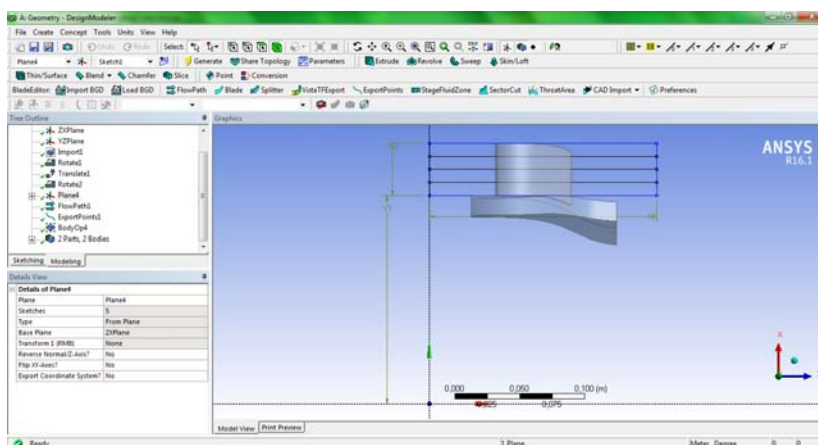 A: Geometry - DesignModeler
File Create Concept Tools Units View Help
Undo Redo Select:
Plane4 Sketch1 Generate Share Topology Parameters Extrude Revolve Sweep Skin/Loft
Thin/Surface Blend Chamfer Slice Point Conversion
BladeEditor: Import BGD Load BGD FlowPath Blade Splitter VistaTFExport ExportPoints StageFluidZone SectorCut ThroatArea CAD Import Preferences
Tree Outline
Graphics
ZXPlane
YZPlane
Import1
Rotate1
Translate1
Rotate2
Plane4
FlowPath1
ExportPoints1
BodyOp4
2 Parts, 2 Bodies
Sketching Modeling
Details View
Details of Plane4
Plane Plane4
Sketches 5
Type From Plane
Base Plane ZXPlane
Transform 1 (RMB) None
Reverse Normal/Z-Axis? No
Flip XY-Axes? No
Export Coordinate System? No
ANSYS
R16.1
X
0,000 0,050 0,100 (m)
0,025 0,075
Model View Print Preview
Ready 1 Plane Meter Degree 0 0